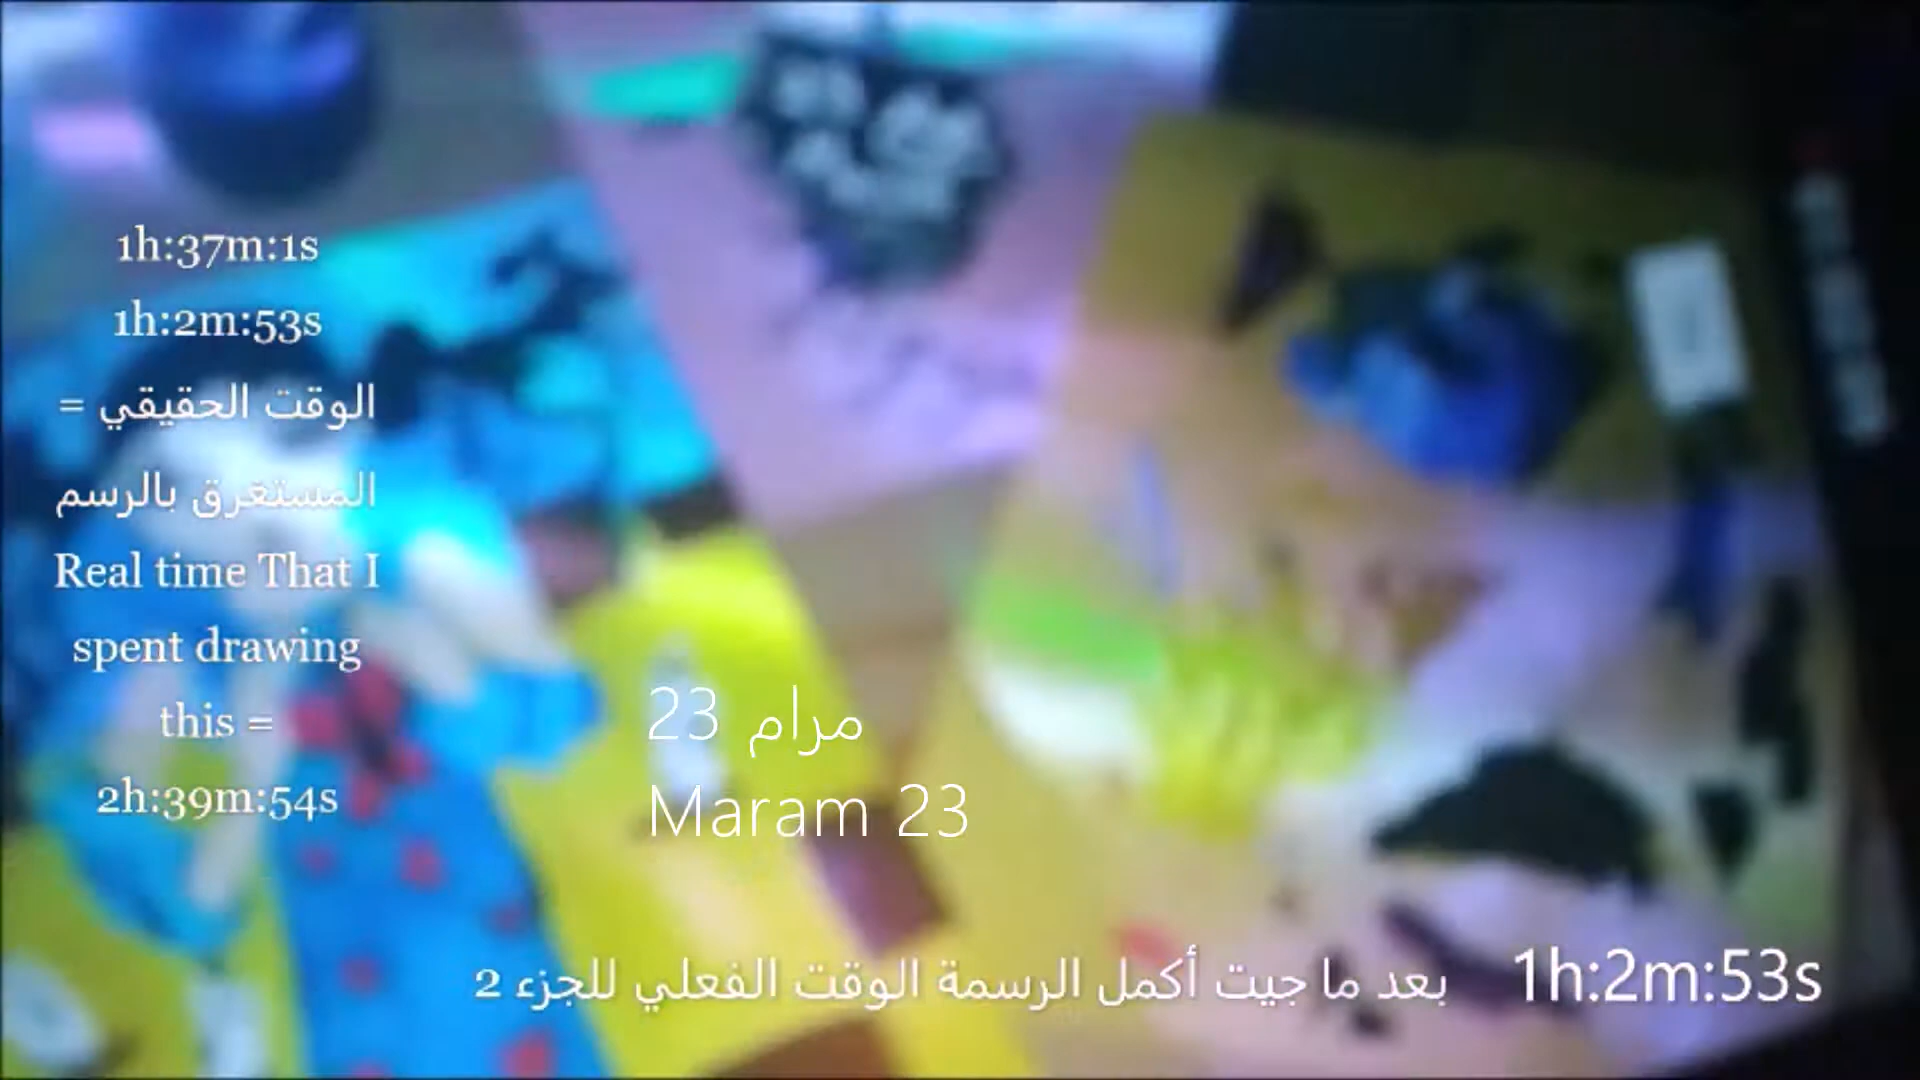 1h:37m:1s
1h:2m:53s
الوقت الحقيقي =
المستغرق بالرسم
Real time That I
spent drawing
this =
2h:39m:54s
مرام 23
Maram 23
بعد ما جيت أكمل الرسمة الوقت الفعلي للجزء 2
1h:2m:53s